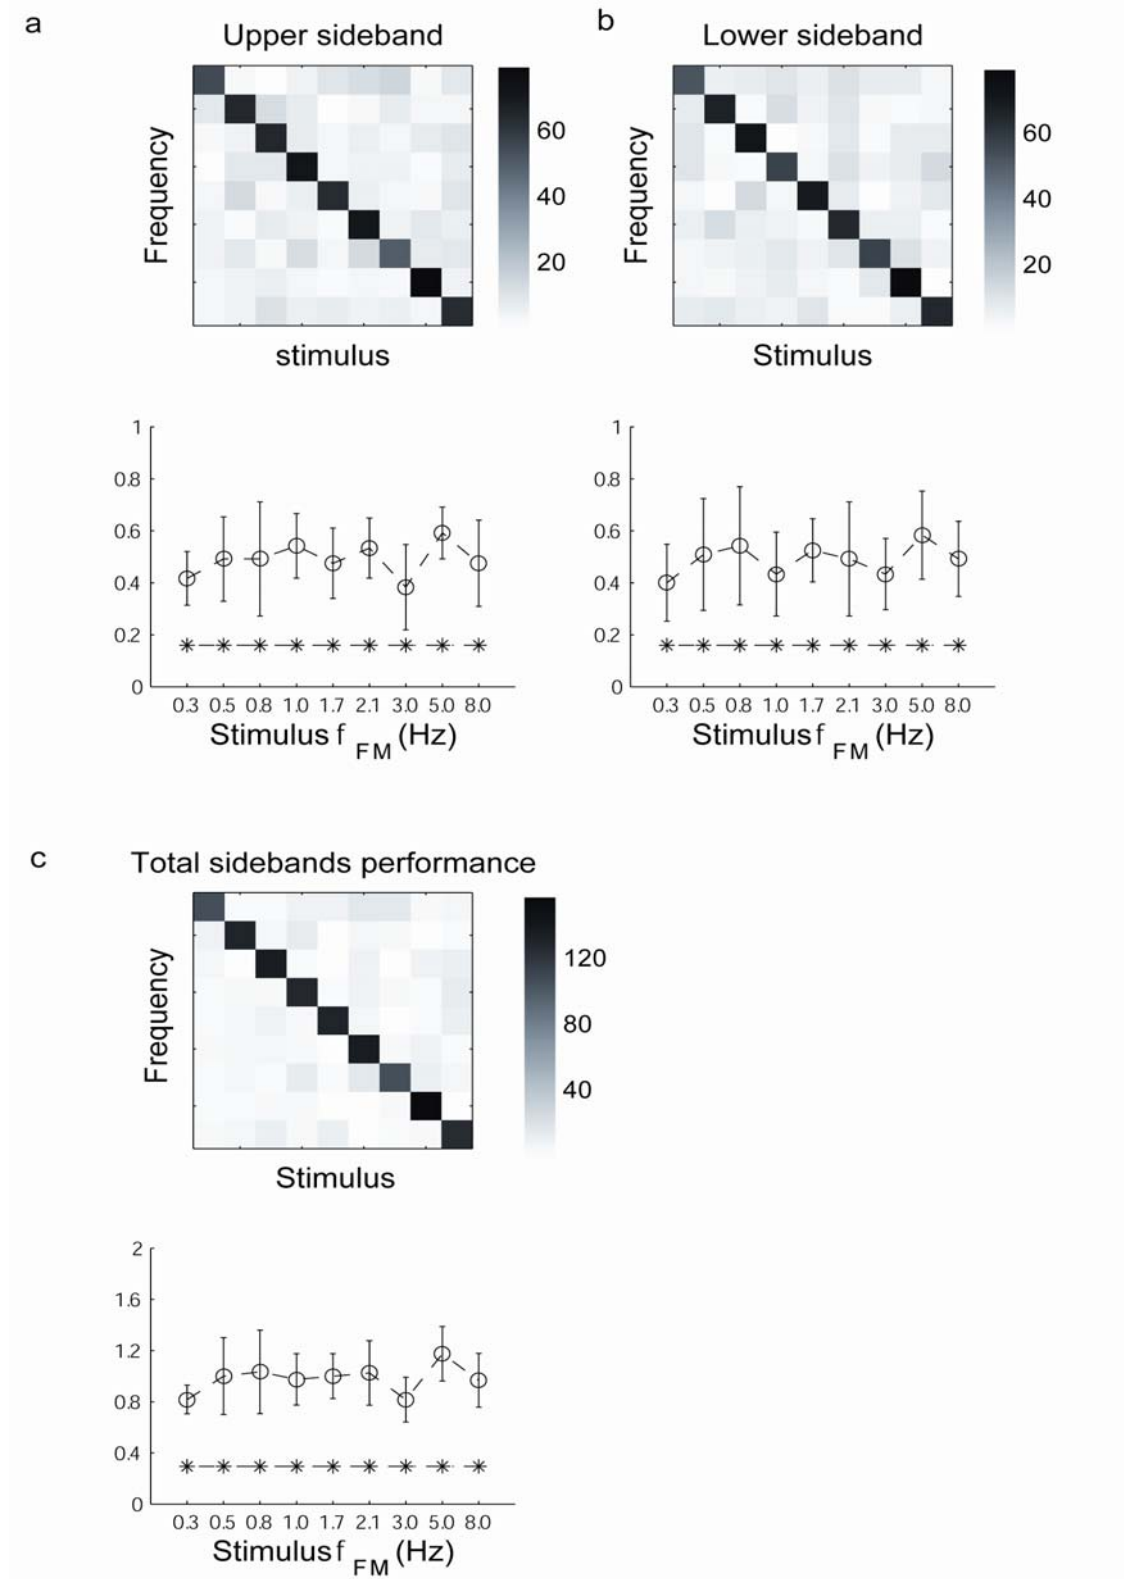 a
Upper sideband
Frequency
60
40
20
stimulus
1
0.8
0.6
0.4
0.2
0
0.3 0.5 0.8 1.0 1.7 2.1 3.0 5.0 8.0
Stimulus f FM (Hz)
b
Lower sideband
Frequency
60
40
20
Stimulus
1
0.8
0.6
0.4
0.2
0
0.3 0.5 0.8 1.0 1.7 2.1 3.0 5.0 8.0
Stimulus f FM (Hz)
c
Total sidebands performance
Frequency
120
80
40
Stimulus
2
1.6
1.2
0.8
0.4
0
0.3 0.5 0.8 1.0 1.7 2.1 3.0 5.0 8.0
Stimulus f FM (Hz)